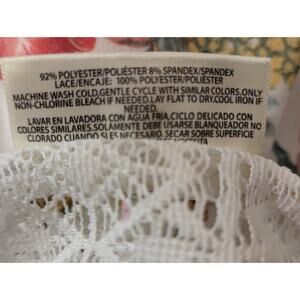 92% POLYESTER/POLIÉSTER 8% SPANDEX/SPANDEX
LACE/ENCAJE: 100% POLYESTER/POLIÉSTER
MACHINE WASH COLD,GENTLE CYCLE WITH SIMILAR COLORS.ONLY
NON-CHLORINE BLEACH IF NEEDED.LAY FLAT TO DRY.COOL IRON IF
NEEDED.
LAVAR EN LAVADORA CON AGUA FRÍA,CICLO DELICADO CON
COLORES SIMILARES.SOLAMENTE DEBE USARSE BLANQUEADOR NO
CLORADO CUANDO SI ES NECESARIO. SECAR SOBRE SUPERFICIE